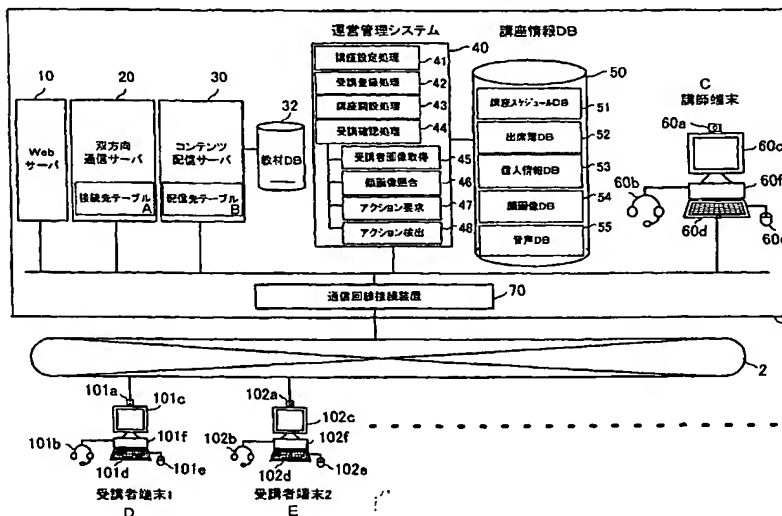 運営管理システム
講座情報DB
10
20
30
40
50
32
C
講師端末
60a
60c
60b
60f
60d
Web
サーバ
双方向
通信サーバ
接続先テーブル
A
コンテンツ
配信サーバ
配信先テーブル
B
教材DB
講座設定処理
41
受講登録処理
42
講座開設処理
43
受講確認処理
44
受講者画像取得
45
顔画像照合
46
アクション要求
47
アクション検出
48
講座スケジュールDB
51
出席簿DB
52
個人情報DB
53
顔画像DB
54
音声DB
55
通信回線接続装置
70
2
101a
101c
101b
101f
101d
101e
受講者端末1
D
102a
102c
102b
102f
102d
102e
受講者端末2
E